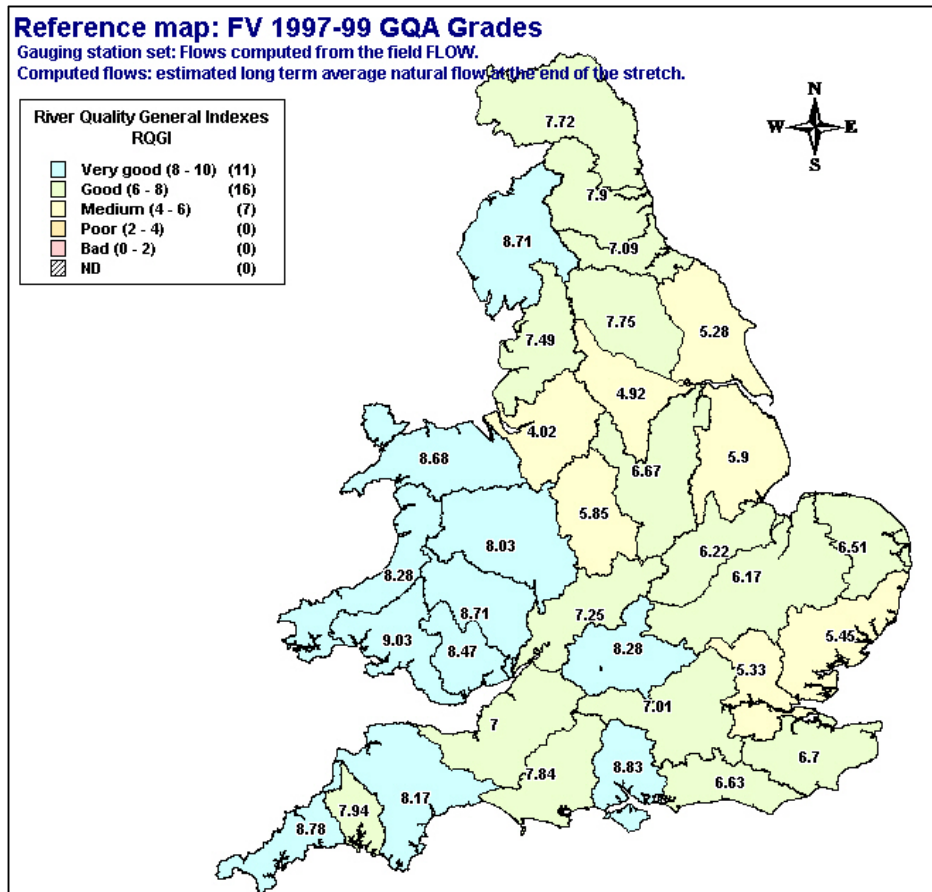 Reference map: FV 1997-99 GQA Grades
Gauging station set: Flows computed from the field FLOW.
Computed flows: estimated long term average natural flow at the end of the stretch.
River Quality General Indexes
RQGI
Very good (8 - 10) (11)
Good (6 - 8) (16)
Medium (4 - 6) (7)
Poor (2 - 4) (0)
Bad (0 - 2) (0)
ND (0)
N
W E
S
7.72
7.9
8.71
7.09
7.75
5.28
7.49
4.92
4.02
8.68
6.67
5.9
5.85
8.03
6.22
6.51
6.17
8.28
8.71
7.25
9.03
8.47
8.28
5.45
5.33
7.01
7
6.7
7.84
8.83
6.63
8.17
7.94
8.78